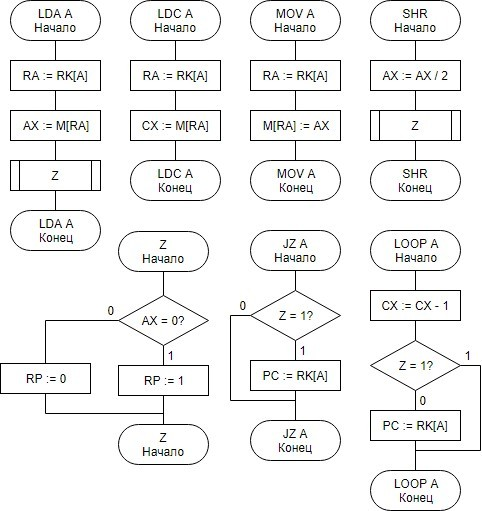 LDA A
Начало
RA := RK[A]
AX := M[RA]
Z
LDA A
Конец
LDC A
Начало
RA := RK[A]
CX := M[RA]
LDC A
Конец
MOV A
Начало
RA := RK[A]
M[RA] := AX
MOV A
Конец
SHR
Начало
AX := AX / 2
Z
SHR
Конец
Z
Начало
AX = 0?
0
1
RP := 0
RP := 1
Z
Начало
JZ A
Начало
Z = 1?
0
1
PC := RK[A]
JZ A
Конец
LOOP A
Начало
CX := CX - 1
Z = 1?
1
0
PC := RK[A]
LOOP A
Конец